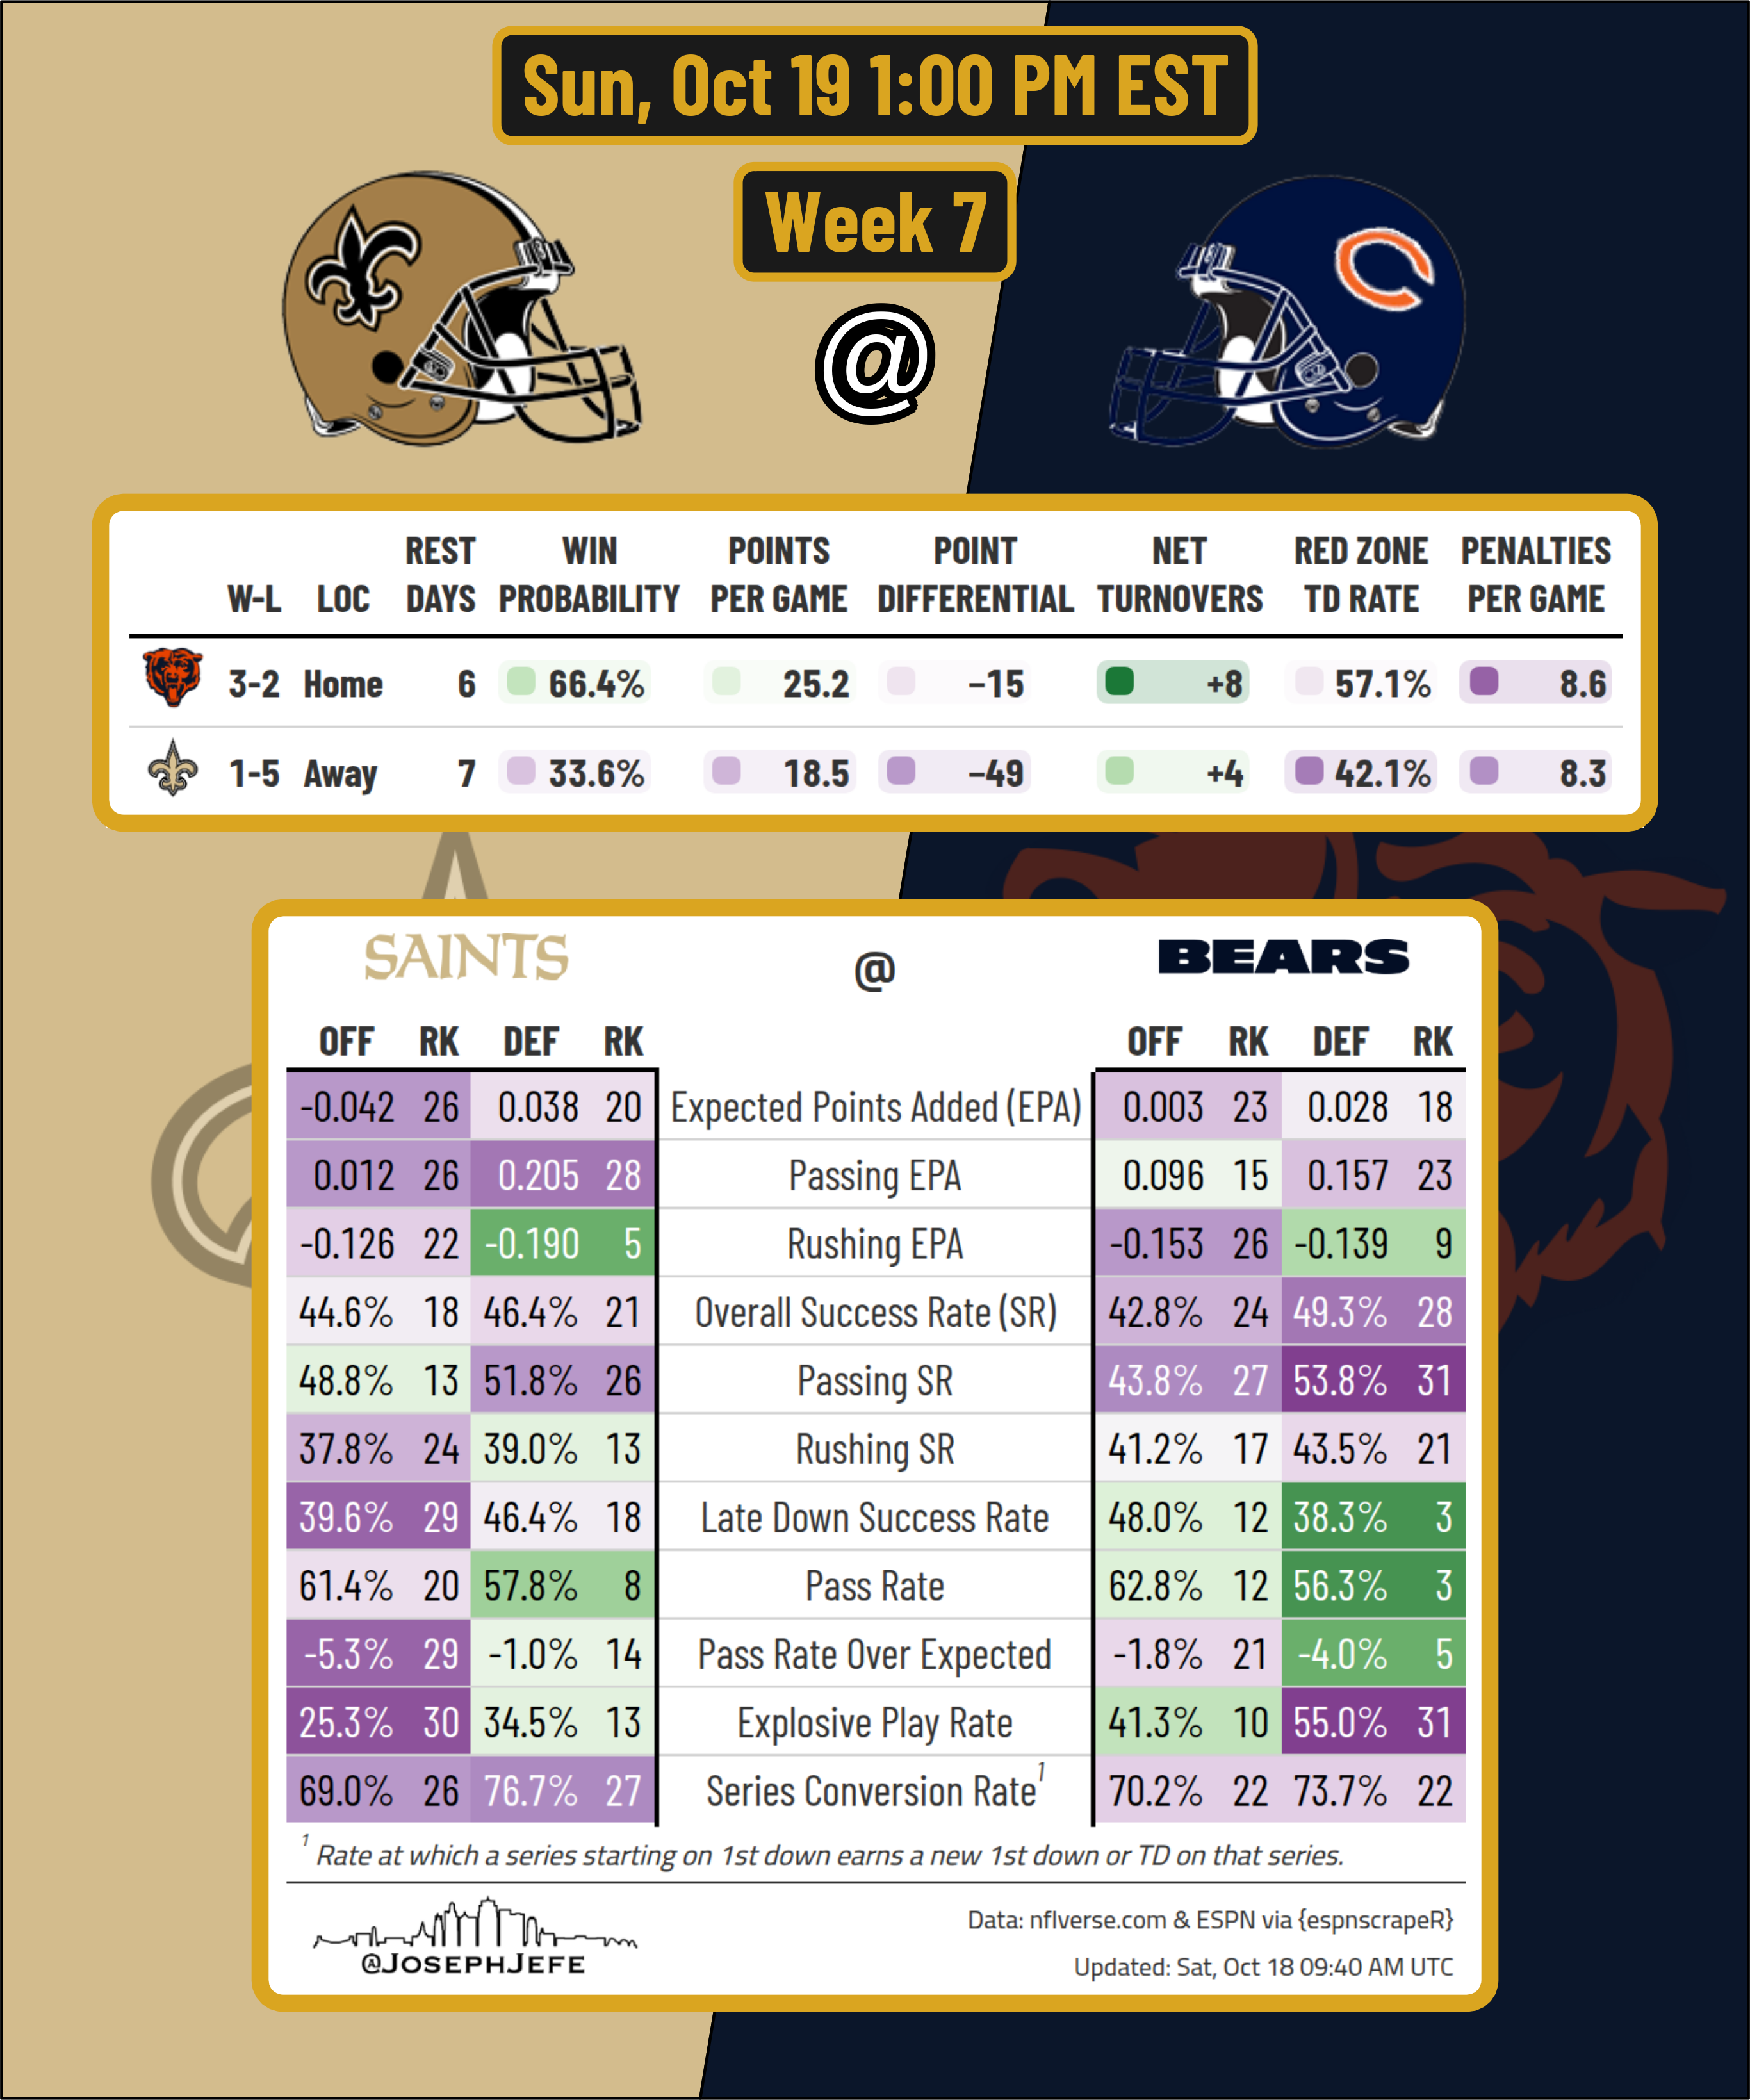 Sun, Oct 19 1:00 PM EST
Week 7
@
W-L LOC REST DAYS WIN PROBABILITY POINTS PER GAME POINT DIFFERENTIAL NET TURNOVERS RED ZONE TD RATE PENALTIES PER GAME
3-2 Home 6 66.4% 25.2 −15 +8 57.1% 8.6
1-5 Away 7 33.6% 18.5 −49 +4 42.1% 8.3
SAINTS @ BEARS
OFF RK DEF RK OFF RK DEF RK
-0.042 26 0.038 20 Expected Points Added (EPA) 0.003 23 0.028 18
0.012 26 0.205 28 Passing EPA 0.096 15 0.157 23
-0.126 22 -0.190 5 Rushing EPA -0.153 26 -0.139 9
44.6% 18 46.4% 21 Overall Success Rate (SR) 42.8% 24 49.3% 28
48.8% 13 51.8% 26 Passing SR 43.8% 27 53.8% 31
37.8% 24 39.0% 13 Rushing SR 41.2% 17 43.5% 21
39.6% 29 46.4% 18 Late Down Success Rate 48.0% 12 38.3% 3
61.4% 20 57.8% 8 Pass Rate 62.8% 12 56.3% 3
-5.3% 29 -1.0% 14 Pass Rate Over Expected -1.8% 21 -4.0% 5
25.3% 30 34.5% 13 Explosive Play Rate 41.3% 10 55.0% 31
69.0% 26 76.7% 27 Series Conversion Rate1 70.2% 22 73.7% 22
1 Rate at which a series starting on 1st down earns a new 1st down or TD on that series.
@JOSEPHJEFE
Data: nflverse.com & ESPN via {espnscrapeR}
Updated: Sat, Oct 18 09:40 AM UTC